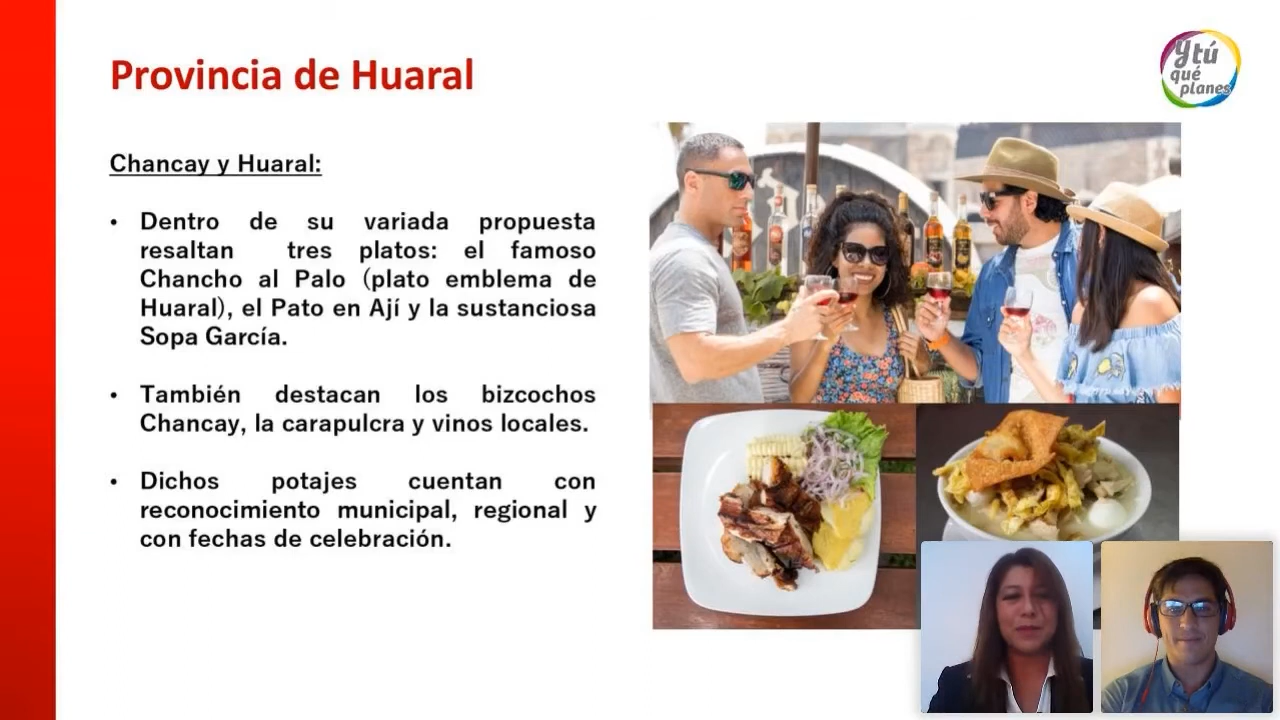 Provincia de Huaral
Ytú
qué
planes
Chancay y Huaral:
• Dentro de su variada propuesta
resaltan tres platos: el famoso
Chancho al Palo (plato emblema de
Huaral), el Pato en Ají y la sustanciosa
Sopa García.
• También destacan los bizcochos
Chancay, la carapulcra y vinos locales.
• Dichos potajes cuentan con
reconocimiento municipal, regional y
con fechas de celebración.